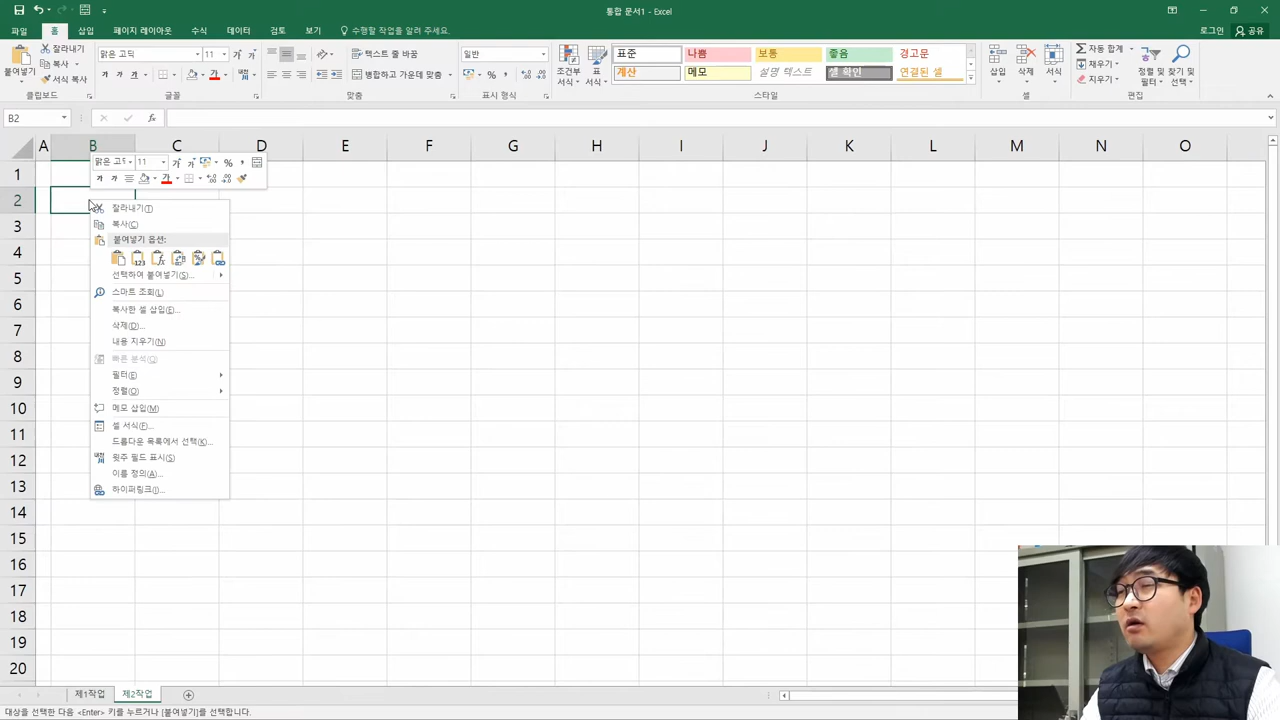 통합 문서1 - Excel
파일 홈 삽입 페이지 레이아웃 수식 데이터 검토 보기 수행할 작업을 알려 주세요. 로그인 공유
붙여넣기 잘라내기 복사 서식 복사 클립보드
맑은 고딕 11 글꼴
텍스트 줄 바꿈 병합하고 가운데 맞춤 맞춤
일반 표시 형식
조건부 서식 표 서식
표준 나쁨 보통 좋음 경고문
계산 메모 설명 텍스트 셀 확인 연결된 셀
스타일
삽입 삭제 서식 셀
자동 합계 채우기 지우기 정렬 및 필터 찾기 및 선택 편집
B2 fx
A B C D E F G H I J K L M N O
맑은 고딕 11
1
2
3
4
5
6
7
8
9
10
11
12
13
14
15
16
17
18
19
20
잘라내기(T)
복사(C)
붙여넣기 옵션:
선택하여 붙여넣기(S)...
스마트 조회(L)
복사한 셀 삽입(E)...
삭제(D)...
내용 지우기(N)
빠른 분석(Q)
필터(E)
정렬(O)
메모 삽입(M)
셀 서식(F)...
드롭다운 목록에서 선택(K)...
윗주 필드 표시(S)
이름 정의(A)...
하이퍼링크(I)...
제1작업 제2작업
대상을 선택한 다음 <Enter> 키를 누르거나 [붙여넣기]를 선택합니다.